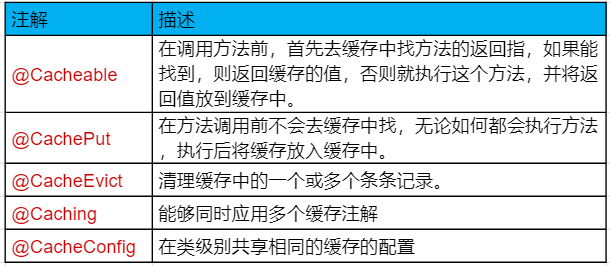 注解 描述
@Cacheable 在调用方法前，首先去缓存中找方法的返回指，如果能
找到，则返回缓存的值，否则就执行这个方法，并将返
回值放到缓存中。
@CachePut 在方法调用前不会去缓存中找，无论如何都会执行方法
，执行后将缓存放入缓存中。
@CacheEvict 清理缓存中的一个或多个条条记录。
@Caching 能够同时应用多个缓存注解
@CacheConfig 在类级别共享相同的缓存的配置